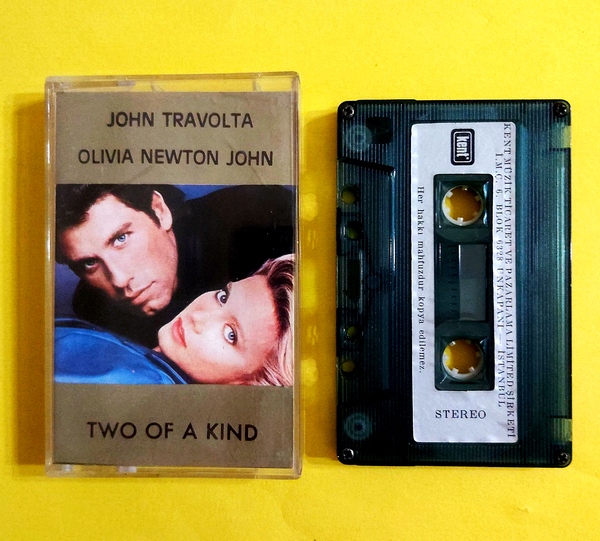 JOHN TRAVOLTA
OLIVIA NEWTON JOHN
TWO OF A KIND
kent
KENT MÜZİK TİCARET VE PAZARLAMA LİMİTED ŞİRKETİ
İ.M.C. 6. BLOK 6328 UNKAPANI - İSTANBUL
Her hakkı mahfuzdur kopya edilemez.
STEREO